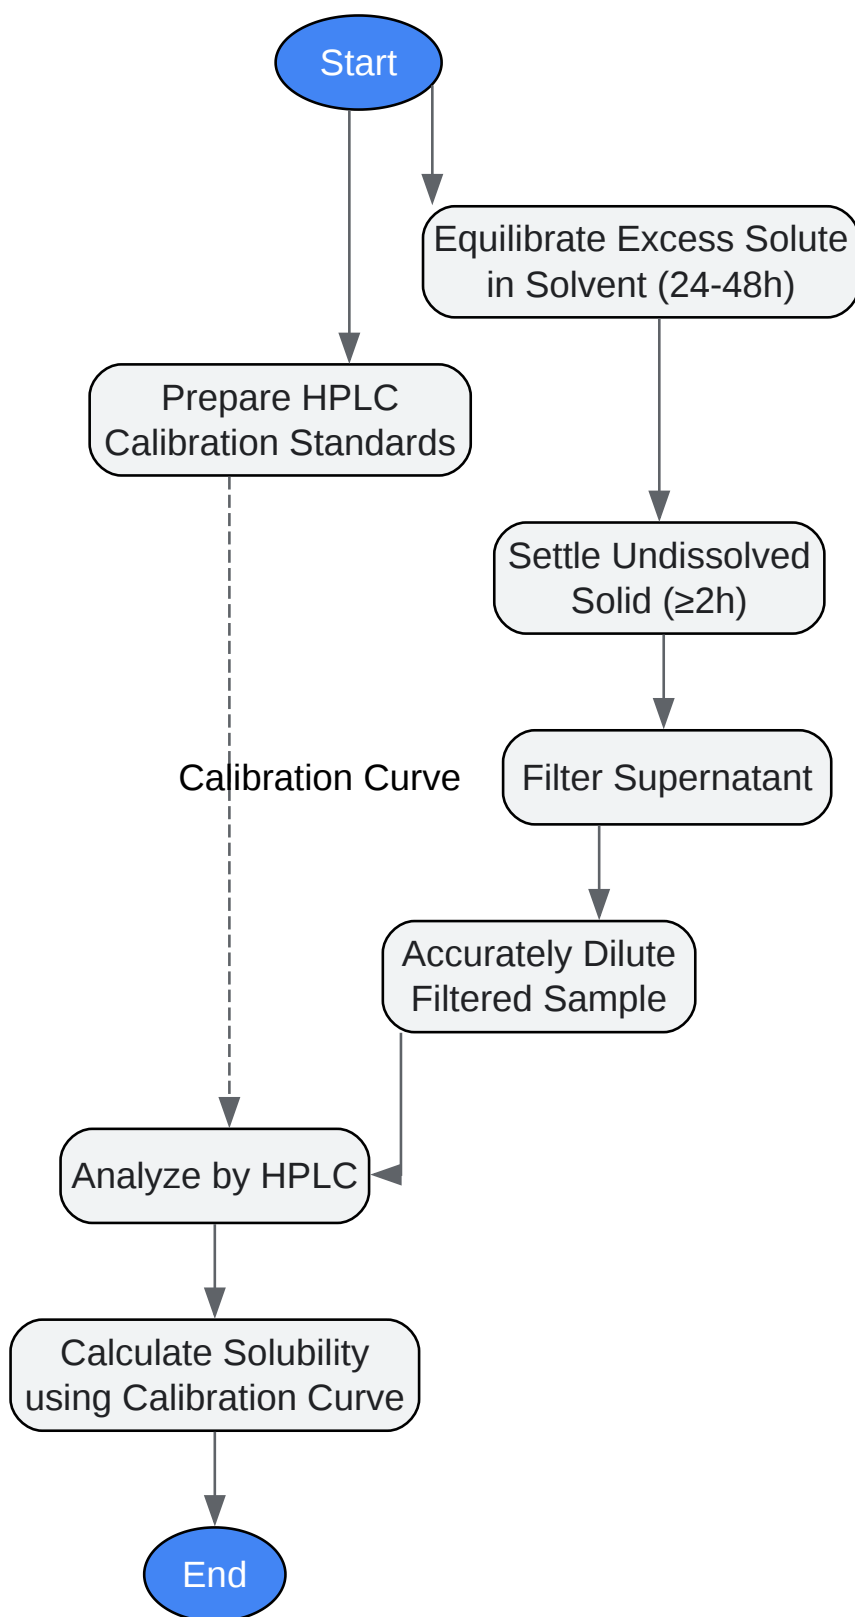 Start
Equilibrate Excess Solute
in Solvent (24-48h)
Prepare HPLC
Calibration Standards
Settle Undissolved
Solid (≥2h)
Calibration Curve
Filter Supernatant
Accurately Dilute
Filtered Sample
Analyze by HPLC
Calculate Solubility
using Calibration Curve
End